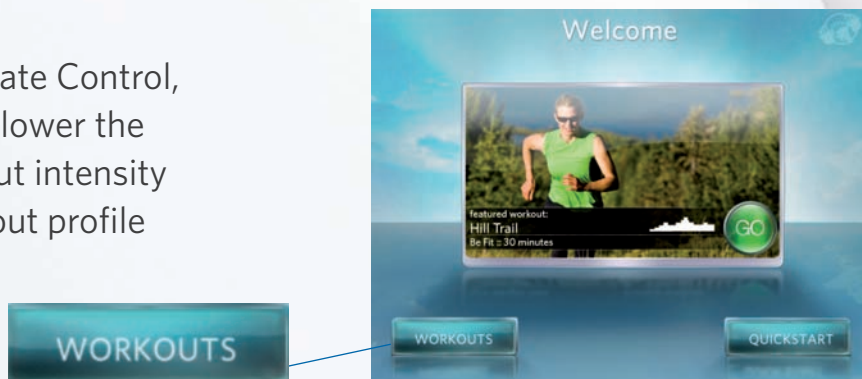 ate Control,
lower the
ut intensity
out profile
WORKOUTS
Welcome
featured workout:
Hill Trail
Be Fit :: 30 minutes
GO
WORKOUTS
QUICKSTART